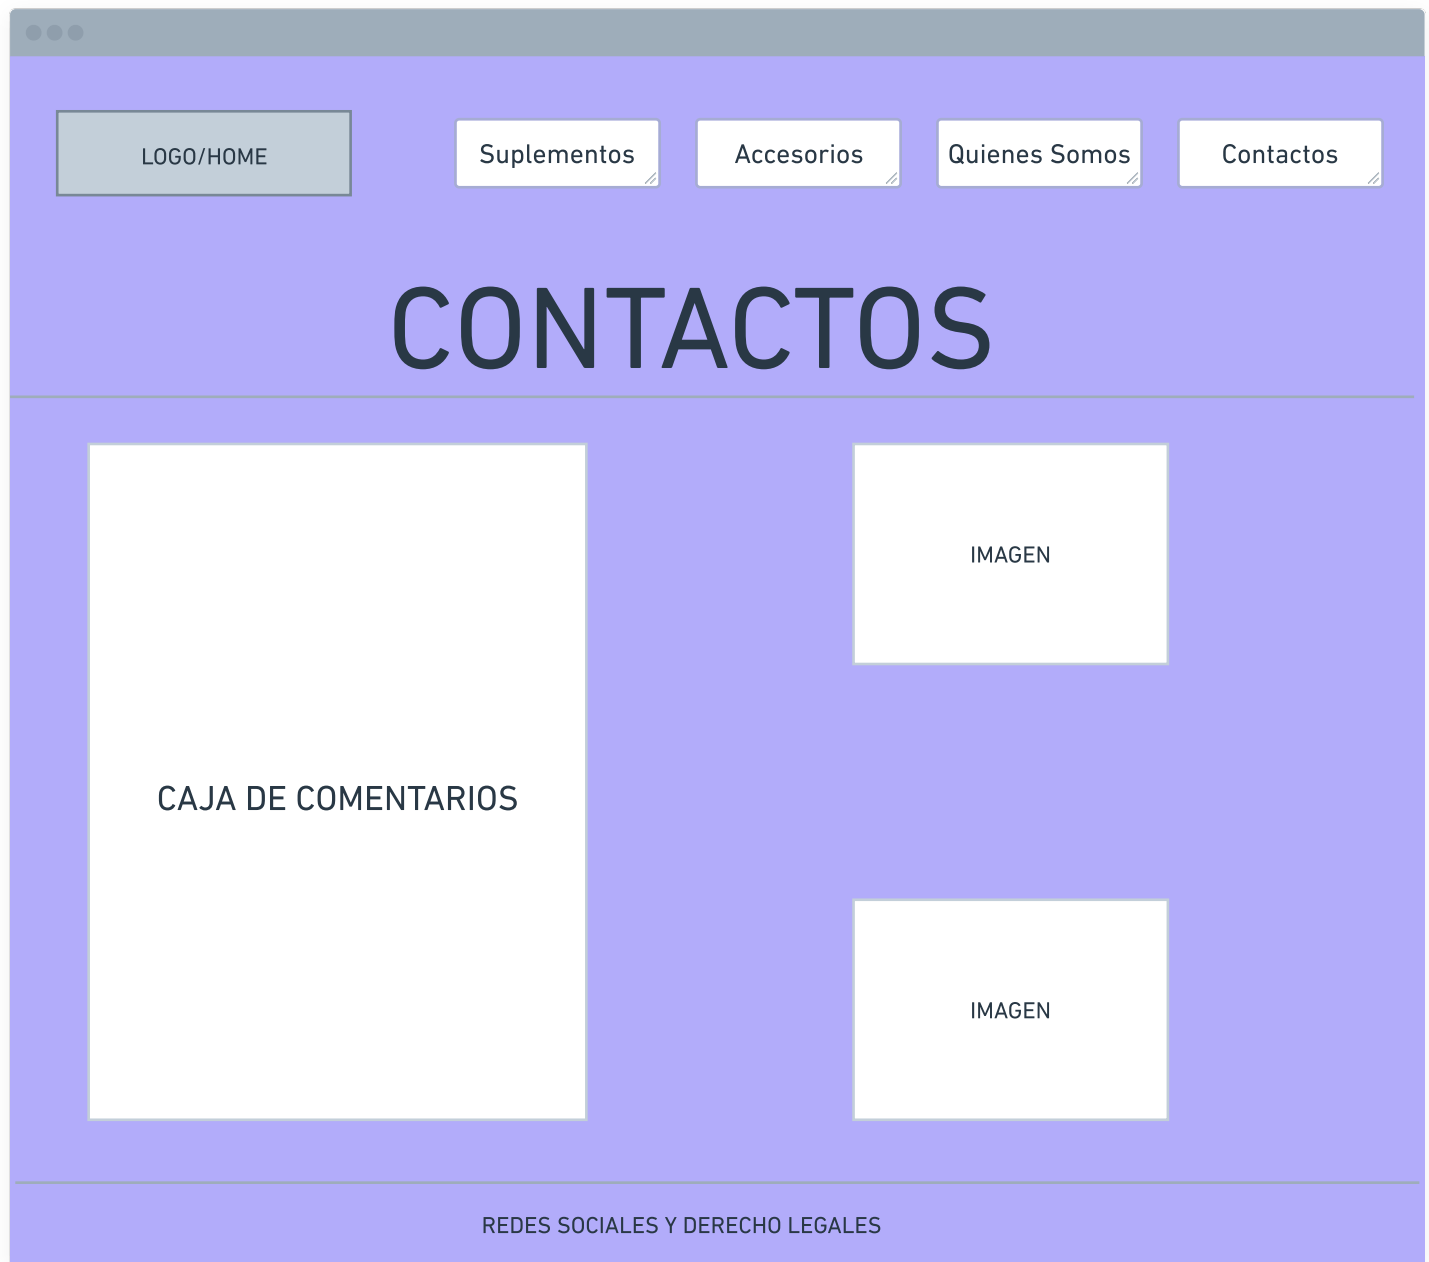 LOGO/HOME
Suplementos
Accesorios
Quienes Somos
Contactos
CONTACTOS
IMAGEN
CAJA DE COMENTARIOS
IMAGEN
REDES SOCIALES Y DERECHO LEGALES